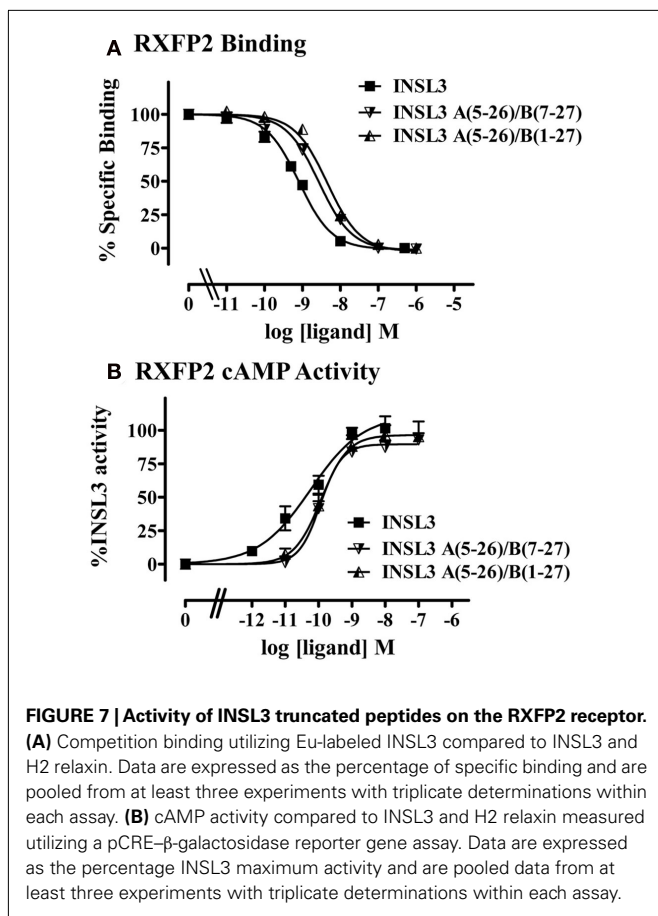 A RXFP2 Binding
INSL3
INSL3 A(5-26)/B(7-27)
INSL3 A(5-26)/B(1-27)
% Specific Binding
100
75
50
25
0
0 -11 -10 -9 -8 -7 -6 -5
log [ligand] M
B RXFP2 cAMP Activity
%INSL3 activity
100
75
50
25
0
INSL3
INSL3 A(5-26)/B(7-27)
INSL3 A(5-26)/B(1-27)
0 -12 -11 -10 -9 -8 -7 -6
log [ligand] M
FIGURE 7 | Activity of INSL3 truncated peptides on the RXFP2 receptor.
(A) Competition binding utilizing Eu-labeled INSL3 compared to INSL3 and
H2 relaxin. Data are expressed as the percentage of specific binding and are
pooled from at least three experiments with triplicate determinations within
each assay. (B) cAMP activity compared to INSL3 and H2 relaxin measured
utilizing a pCRE–β-galactosidase reporter gene assay. Data are expressed
as the percentage INSL3 maximum activity and are pooled data from at
least three experiments with triplicate determinations within each assay.